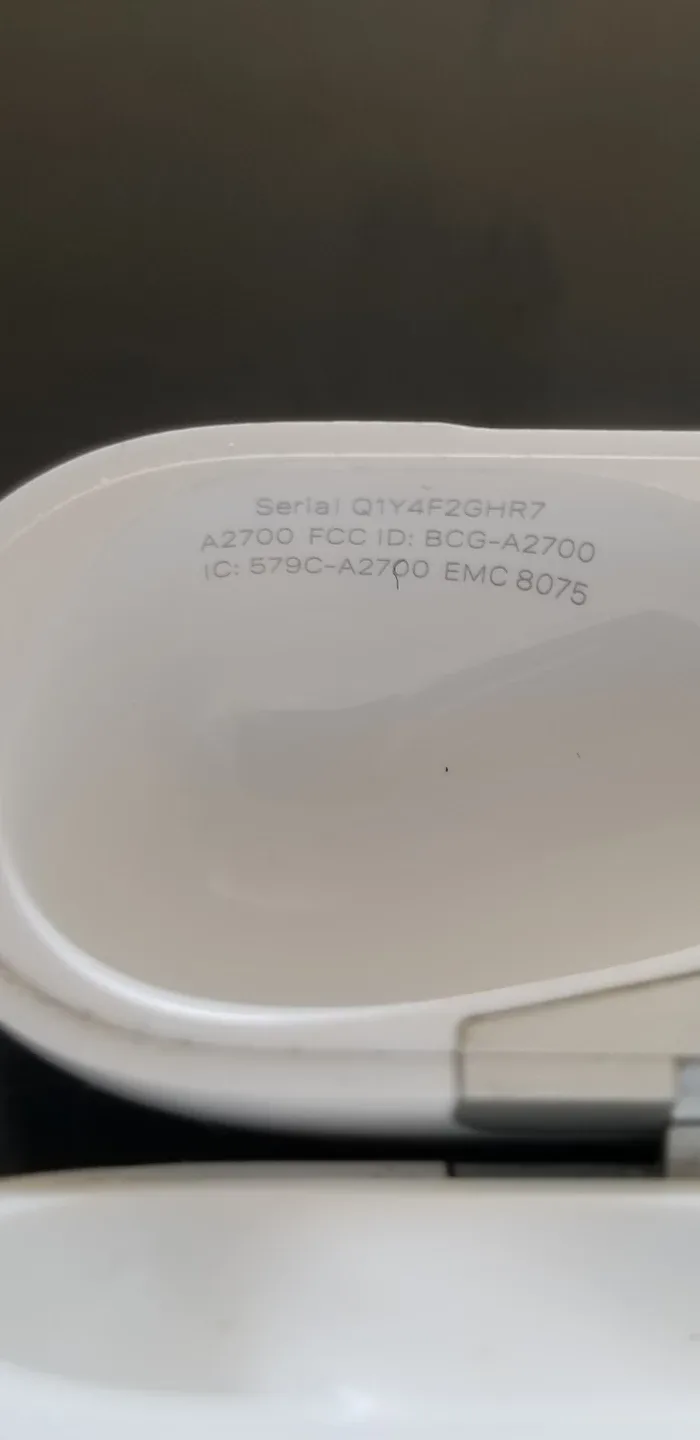 Serial Q1Y4F2GHR7
A2700 FCC ID: BCG-A2700
IC: 579C-A2700 EMC 8075